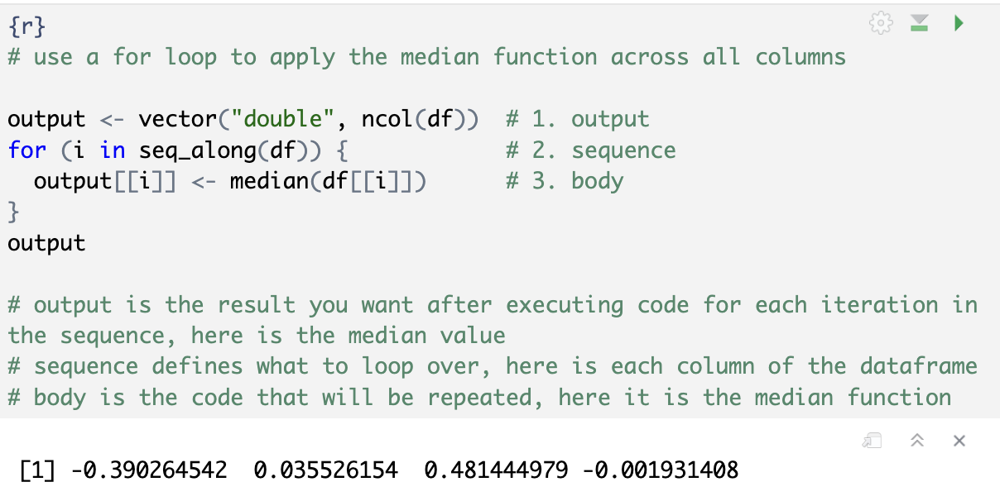 {r}
# use a for loop to apply the median function across all columns
output <- vector("double", ncol(df))  # 1. output
for (i in seq_along(df)) {            # 2. sequence
  output[[i]] <- median(df[[i]])      # 3. body
}
output
# output is the result you want after executing code for each iteration in
the sequence, here is the median value
# sequence defines what to loop over, here is each column of the dataframe
# body is the code that will be repeated, here it is the median function
[1] -0.390264542  0.035526154  0.481444979 -0.001931408